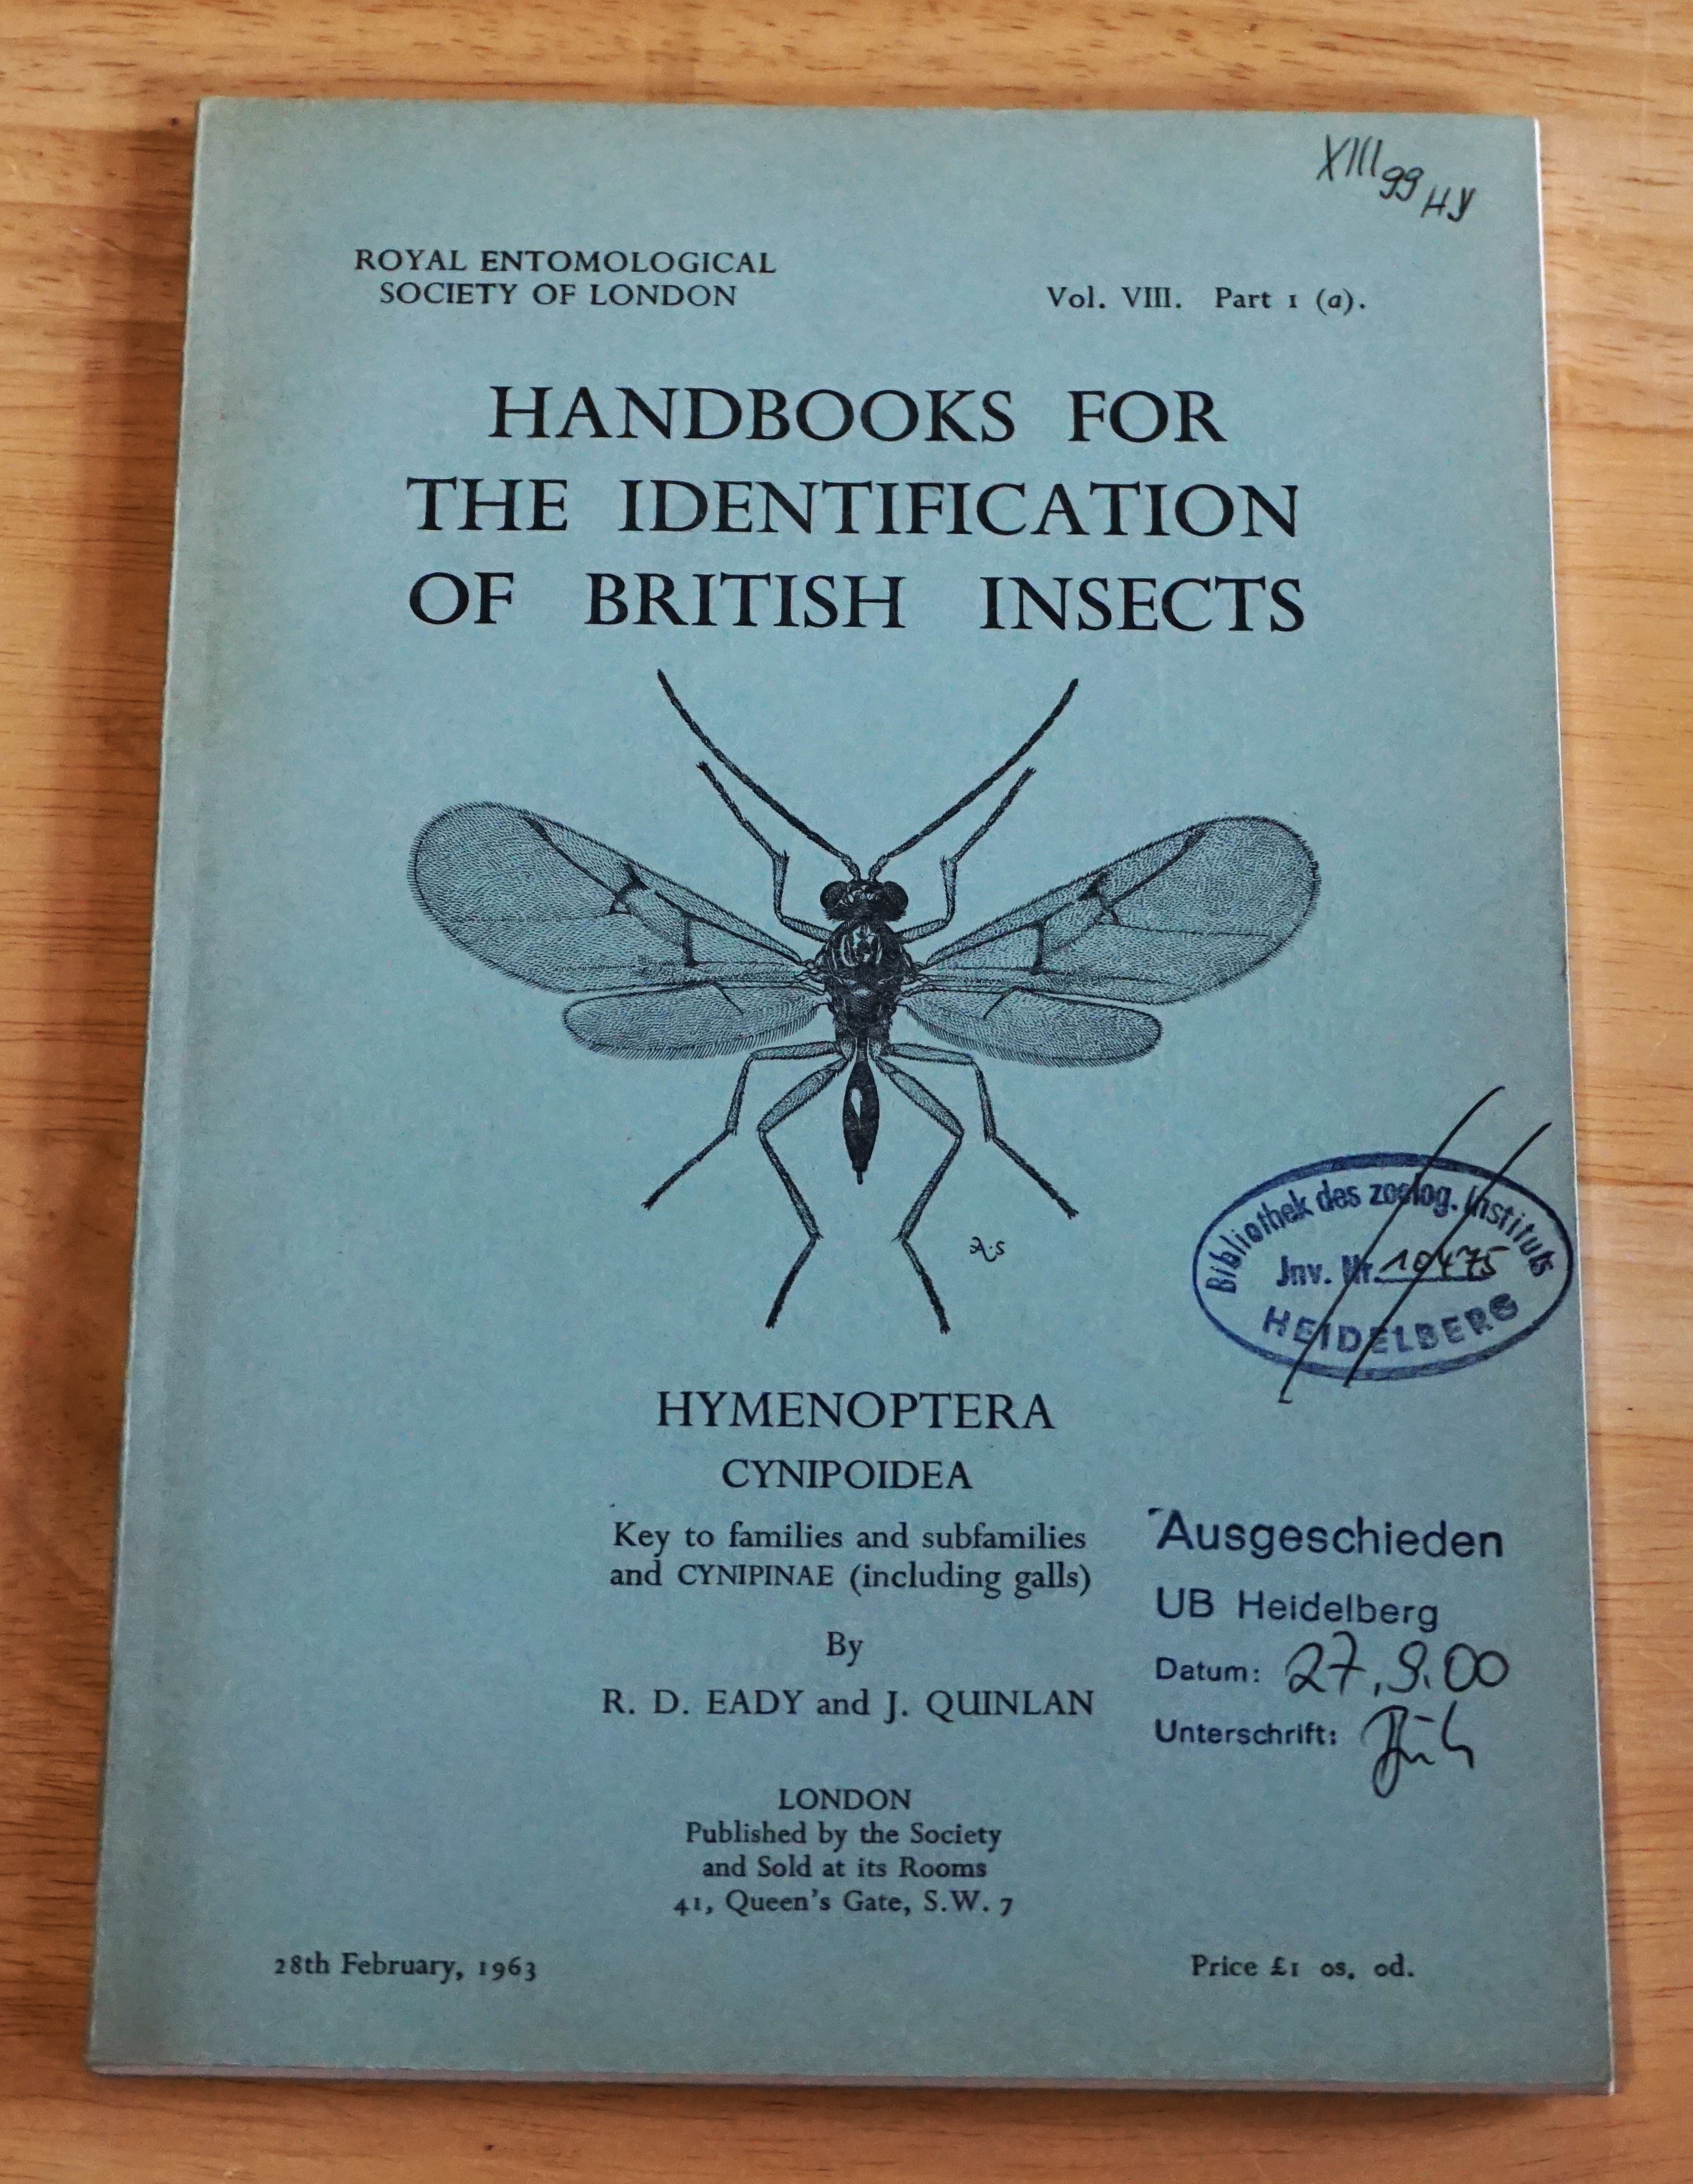 XIII 99 Hy
ROYAL ENTOMOLOGICAL
SOCIETY OF LONDON
Vol. VIII. Part 1 (a).
HANDBOOKS FOR
THE IDENTIFICATION
OF BRITISH INSECTS
A.S
Bibliothek des zoolog. Instituts
Jnv. Nr. 10475
HEIDELBERG
HYMENOPTERA
CYNIPOIDEA
Key to families and subfamilies
and CYNIPINAE (including galls)
By
R. D. EADY and J. QUINLAN
Ausgeschieden
UB Heidelberg
Datum: 27.9.00
Unterschrift:
LONDON
Published by the Society
and Sold at its Rooms
41, Queen's Gate, S.W. 7
28th February, 1963
Price £1 0s. 0d.